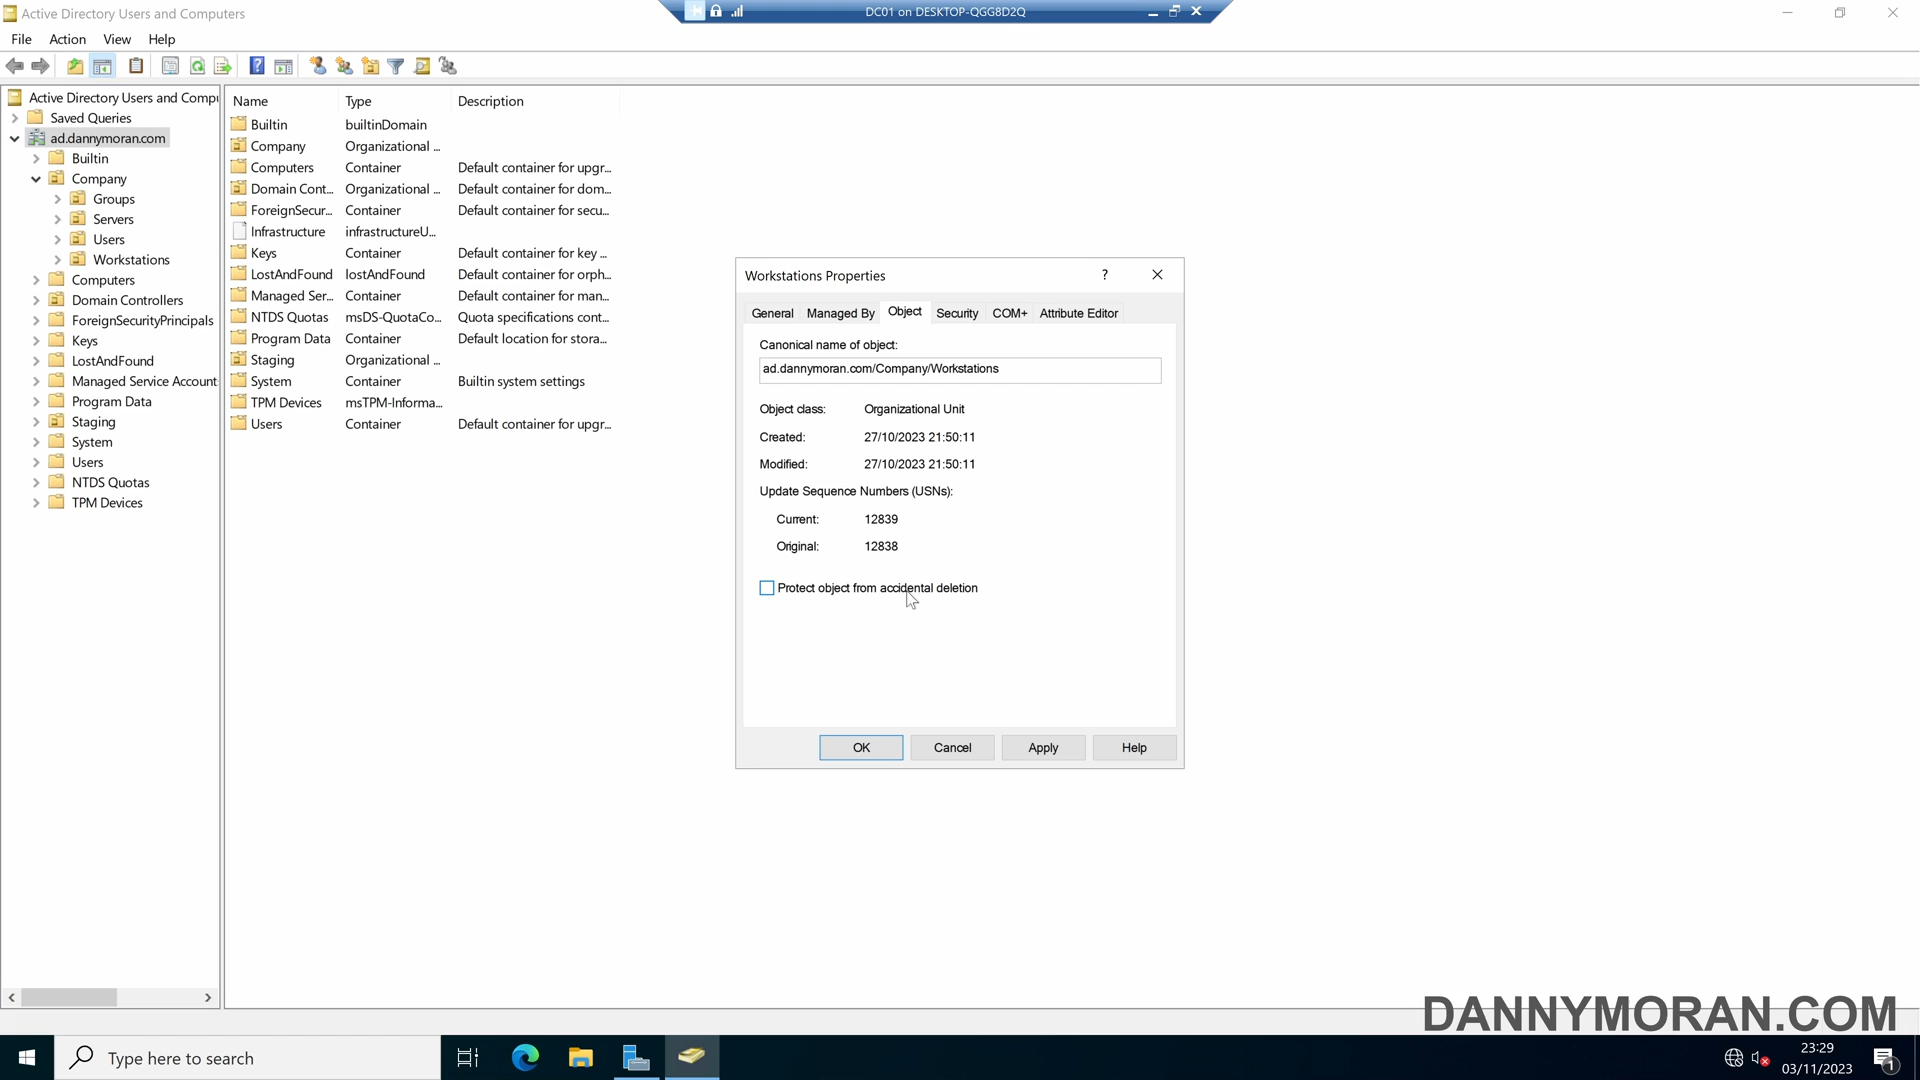 Active Directory Users and Computers
DC01 on DESKTOP-QGG8D2Q
File Action View Help
Active Directory Users and Compu
Saved Queries
ad.dannymoran.com
Builtin
Company
Groups
Servers
Users
Workstations
Computers
Domain Controllers
ForeignSecurityPrincipals
Keys
LostAndFound
Managed Service Account
Program Data
Staging
System
Users
NTDS Quotas
TPM Devices
Name Type Description
Builtin builtinDomain
Company Organizational ...
Computers Container Default container for upgr...
Domain Cont... Organizational ... Default container for dom...
ForeignSecur... Container Default container for secu...
Infrastructure infrastructureU...
Keys Container Default container for key ...
LostAndFound lostAndFound Default container for orph...
Managed Ser... Container Default container for man...
NTDS Quotas msDS-QuotaCo... Quota specifications cont...
Program Data Container Default location for stora...
Staging Organizational ...
System Container Builtin system settings
TPM Devices msTPM-Informa...
Users Container Default container for upgr...
Workstations Properties ?
General Managed By Object Security COM+ Attribute Editor
Canonical name of object:
ad.dannymoran.com/Company/Workstations
Object class: Organizational Unit
Created: 27/10/2023 21:50:11
Modified: 27/10/2023 21:50:11
Update Sequence Numbers (USNs):
Current: 12839
Original: 12838
Protect object from accidental deletion
OK Cancel Apply Help
DANNYMORAN.COM
Type here to search
23:29
03/11/2023
1